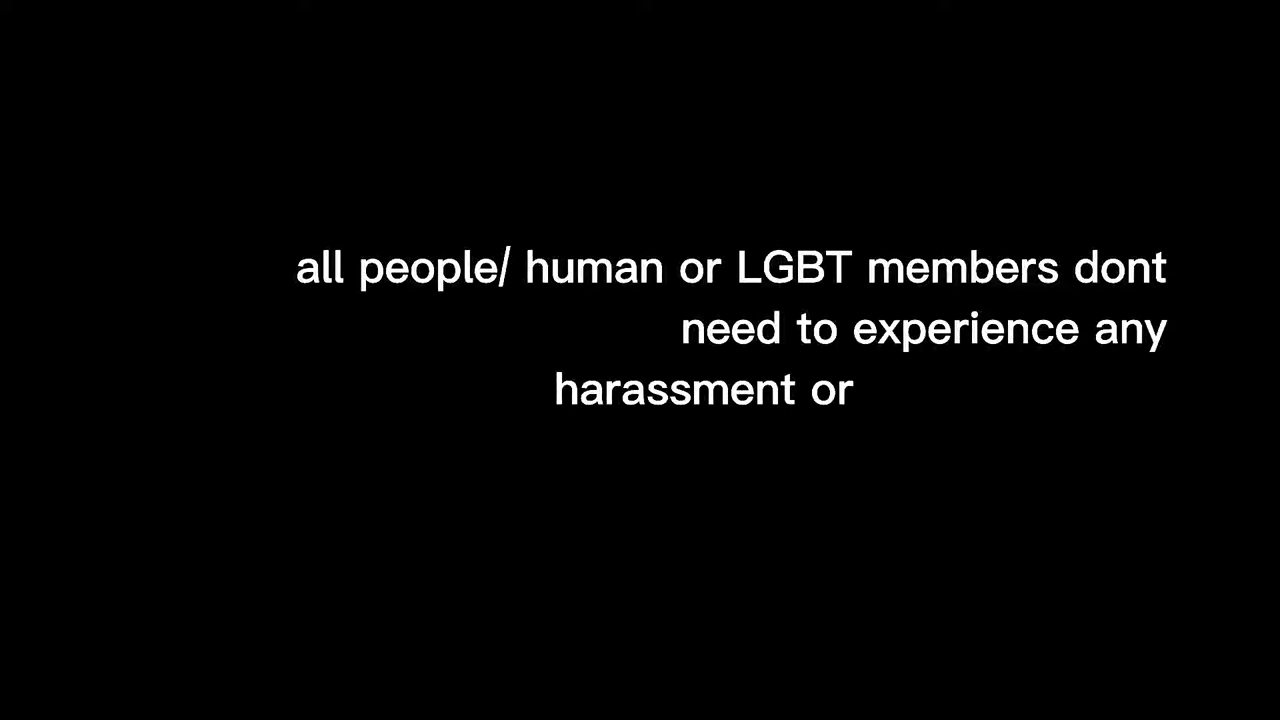 all people/ human or LGBT members dont
need to experience any
harassment or